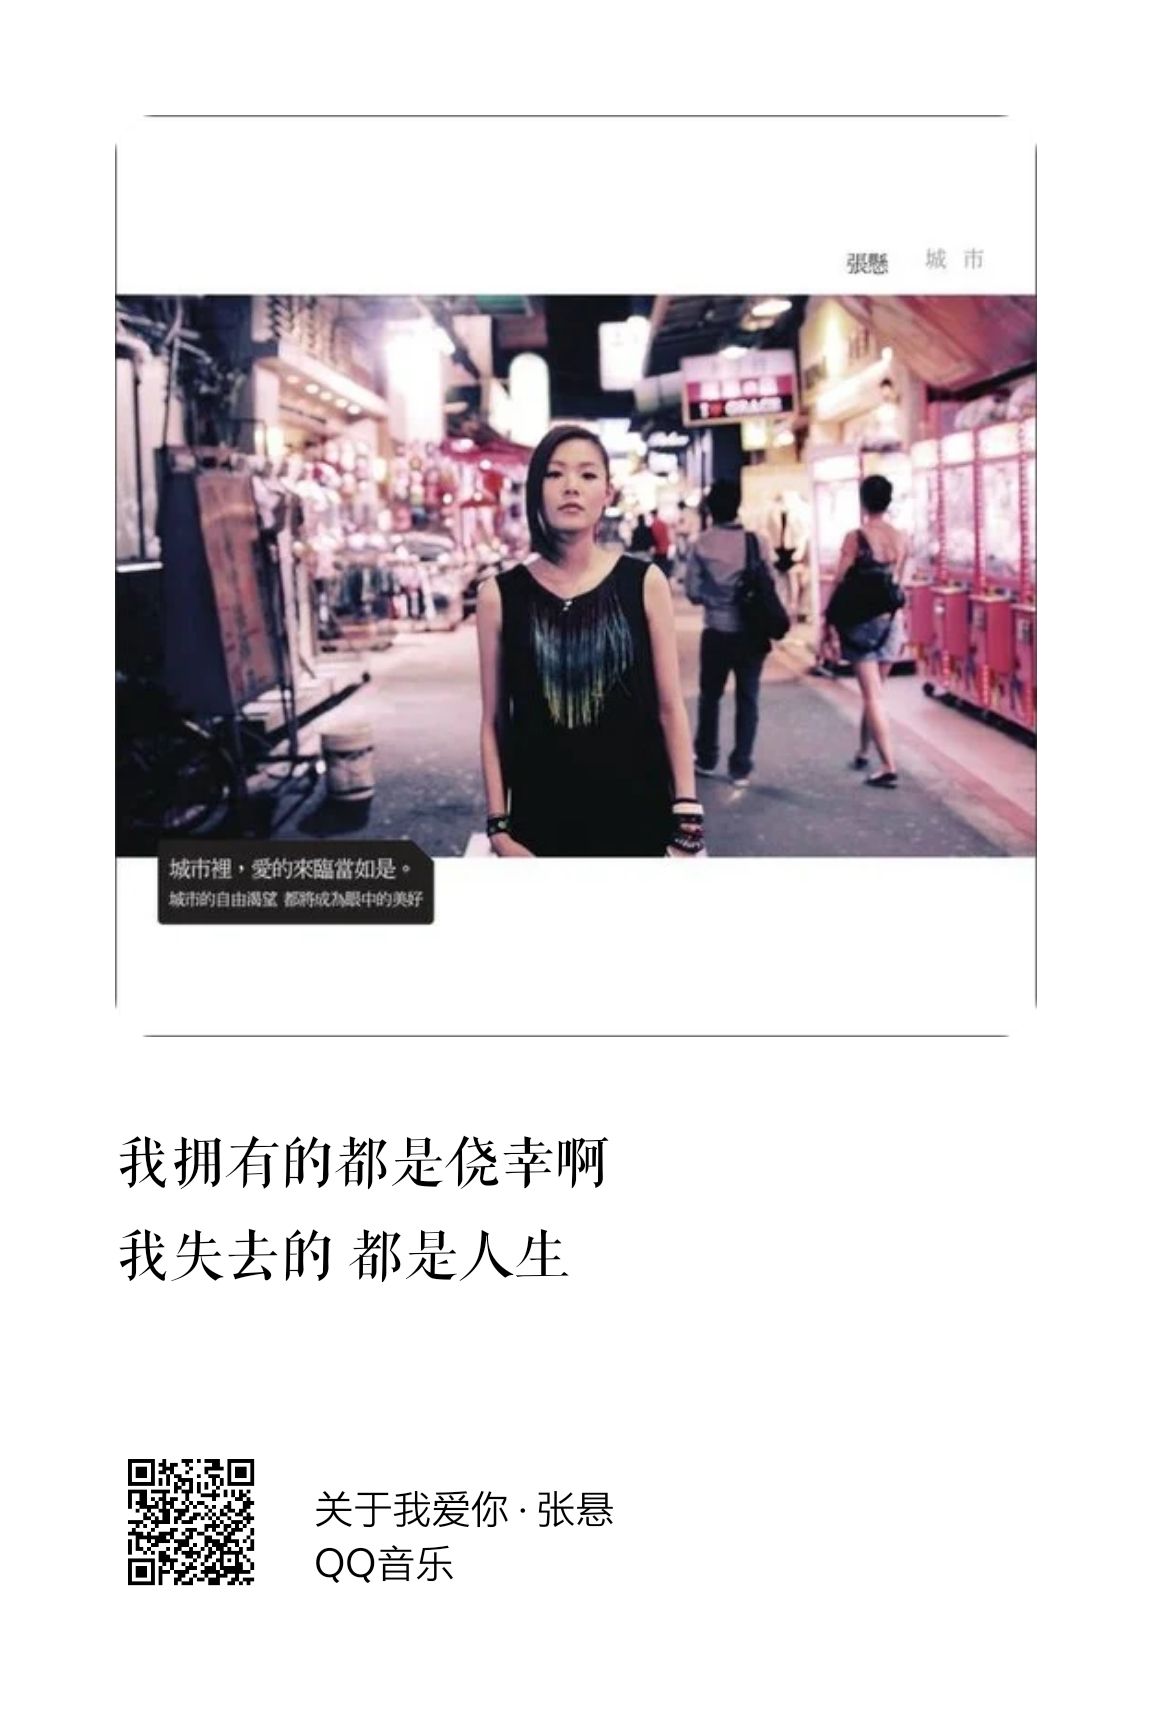 張懸 城市
城市裡，愛的來臨當如是。
城市的自由渴望 都將成為眼中的美好
我拥有的都是侥幸啊
我失去的 都是人生
关于我爱你·张悬
QQ音乐